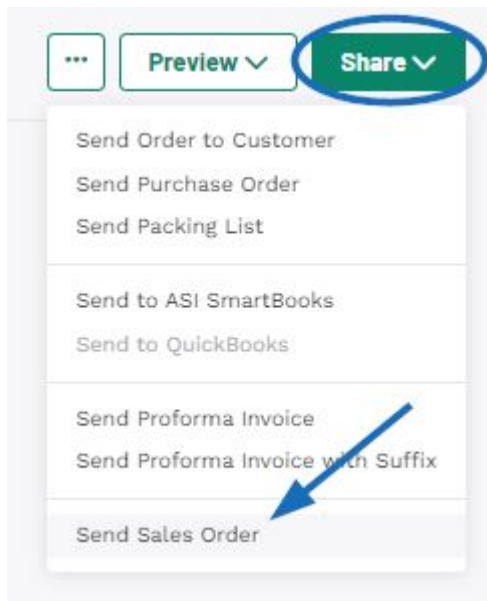 ...
Preview
Share
Send Order to Customer
Send Purchase Order
Send Packing List
Send to ASI SmartBooks
Send to QuickBooks
Send Proforma Invoice
Send Proforma Invoice with Suffix
Send Sales Order